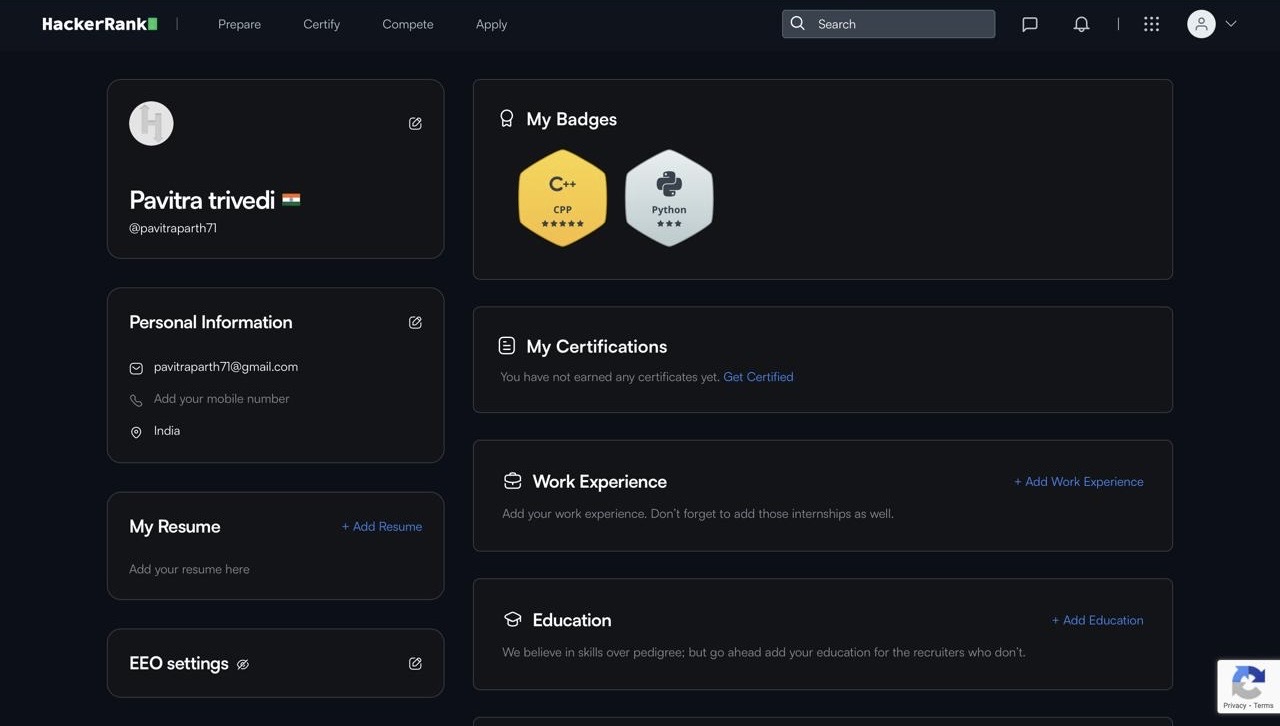 HackerRank
Prepare
Certify
Compete
Apply
Search
Pavitra trivedi
@pavitraparth71
Personal Information
pavitraparth71@gmail.com
Add your mobile number
India
My Resume
+ Add Resume
Add your resume here
EEO settings
My Badges
C++
CPP
Python
My Certifications
You have not earned any certificates yet. Get Certified
Work Experience
+ Add Work Experience
Add your work experience. Don't forget to add those internships as well.
Education
+ Add Education
We believe in skills over pedigree; but go ahead add your education for the recruiters who don't.
Privacy - Terms